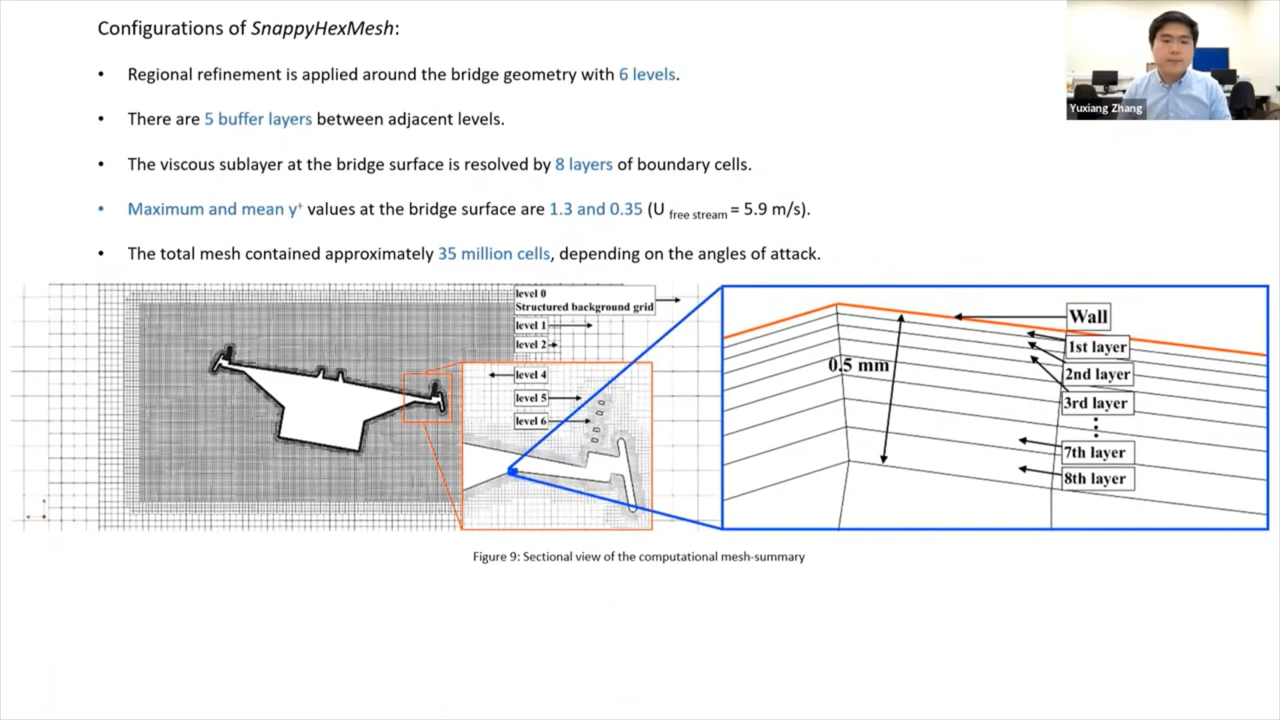 Configurations of SnappyHexMesh:
• Regional refinement is applied around the bridge geometry with 6 levels.
• There are 5 buffer layers between adjacent levels.
• The viscous sublayer at the bridge surface is resolved by 8 layers of boundary cells.
• Maximum and mean y+ values at the bridge surface are 1.3 and 0.35 (U free stream = 5.9 m/s).
• The total mesh contained approximately 35 million cells, depending on the angles of attack.
Yuxiang Zhang
level 0
Structured background grid
level 1
level 2
level 4
level 5
level 6
0.5 mm
Wall
1st layer
2nd layer
3rd layer
7th layer
8th layer
Figure 9: Sectional view of the computational mesh-summary